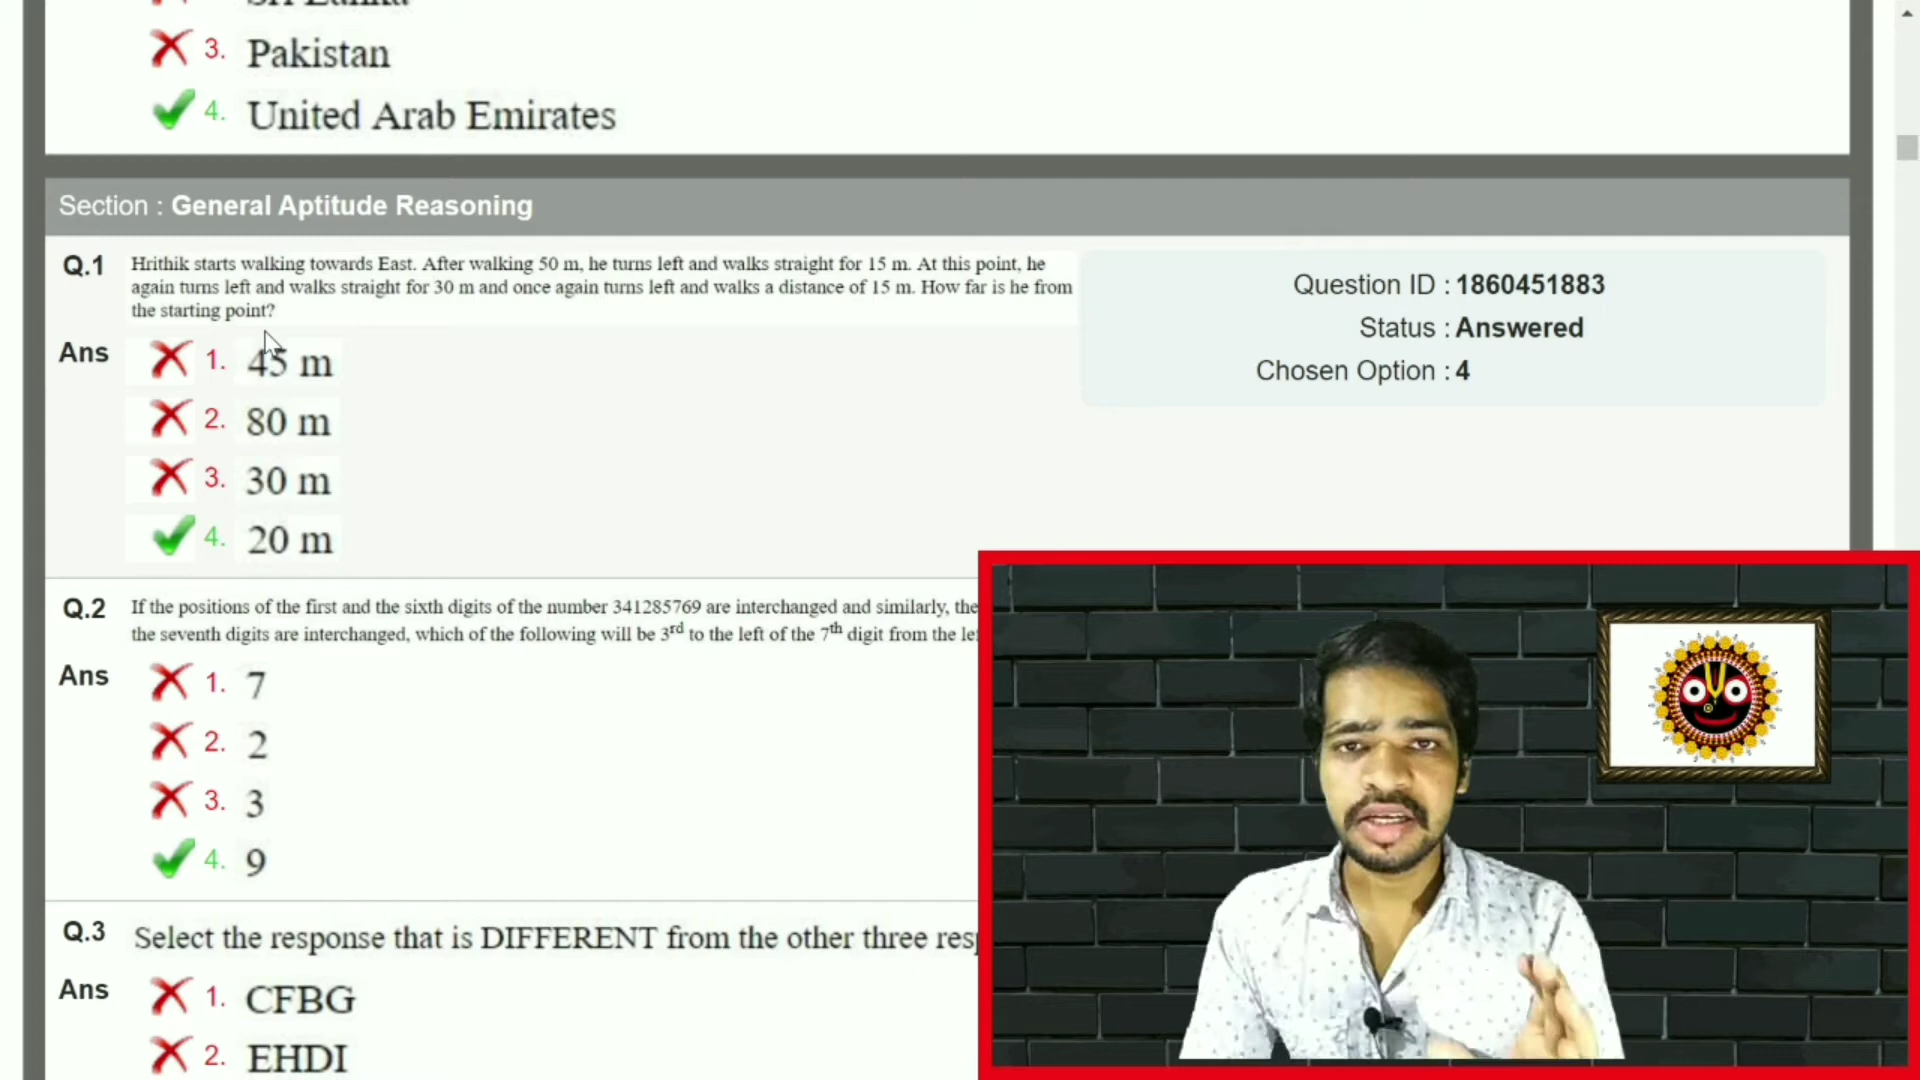 3. Pakistan
4. United Arab Emirates
Section : General Aptitude Reasoning
Q.1 Hrithik starts walking towards East. After walking 50 m, he turns left and walks straight for 15 m. At this point, he
again turns left and walks straight for 30 m and once again turns left and walks a distance of 15 m. How far is he from
the starting point?
Question ID : 1860451883
Status : Answered
Chosen Option : 4
Ans 1. 45 m
2. 80 m
3. 30 m
4. 20 m
Q.2 If the positions of the first and the sixth digits of the number 341285769 are interchanged and similarly, the
the seventh digits are interchanged, which of the following will be 3rd to the left of the 7th digit from the
Ans 1. 7
2. 2
3. 3
4. 9
Q.3 Select the response that is DIFFERENT from the other three
Ans 1. CFBG
2. EHDI